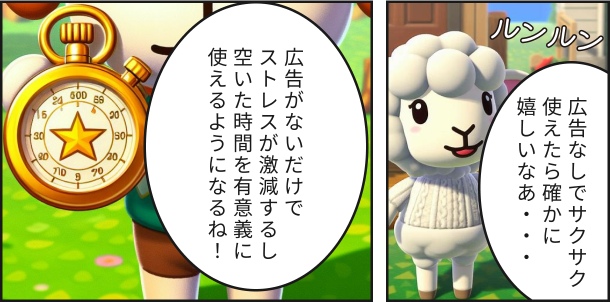 ルンルン
広告なしでサクサク
使えたら確かに
嬉しいなあ・・・
広告がないだけで
ストレスが激減するし
空いた時間を有意義に
使えるようになるね！